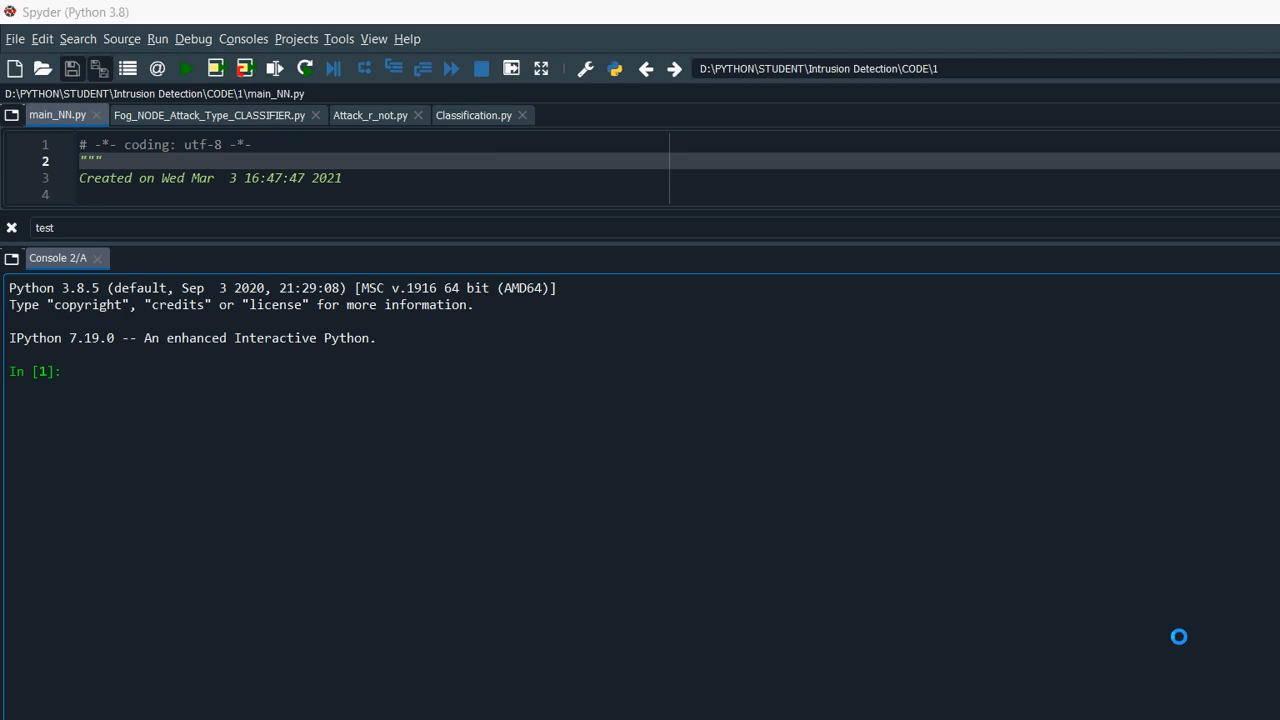 Spyder (Python 3.8)
File Edit Search Source Run Debug Consoles Projects Tools View Help
D:\PYTHON\STUDENT\Intrusion Detection\CODE\1
D:\PYTHON\STUDENT\Intrusion Detection\CODE\1\main_NN.py
main_NN.py Fog_NODE_Attack_Type_CLASSIFIER.py Attack_r_not.py Classification.py
1 # -*- coding: utf-8 -*-
2 """
3 Created on Wed Mar  3 16:47:47 2021
4
test
Console 2/A
Python 3.8.5 (default, Sep  3 2020, 21:29:08) [MSC v.1916 64 bit (AMD64)]
Type "copyright", "credits" or "license" for more information.
IPython 7.19.0 -- An enhanced Interactive Python.
In [1]: